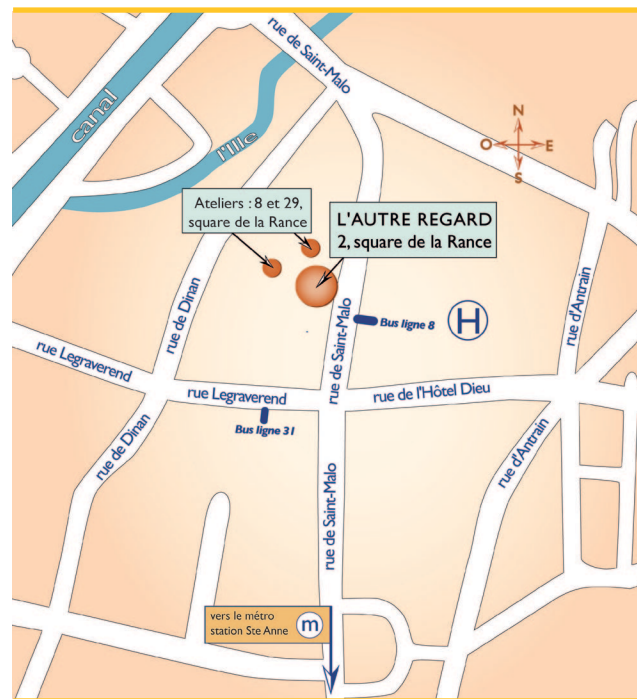 rue de Saint-Malo
canal
l'Ille
N
O
E
S
Ateliers : 8 et 29,
square de la Rance
L'AUTRE REGARD
2, square de la Rance
rue de Dinan
rue de Saint-Malo
Bus ligne 8
H
rue d'Antrain
rue Legraverend
rue Legraverend
rue de l'Hôtel Dieu
Bus ligne 31
rue de Dinan
rue de Saint-Malo
rue d'Antrain
vers le métro
station Ste Anne
m